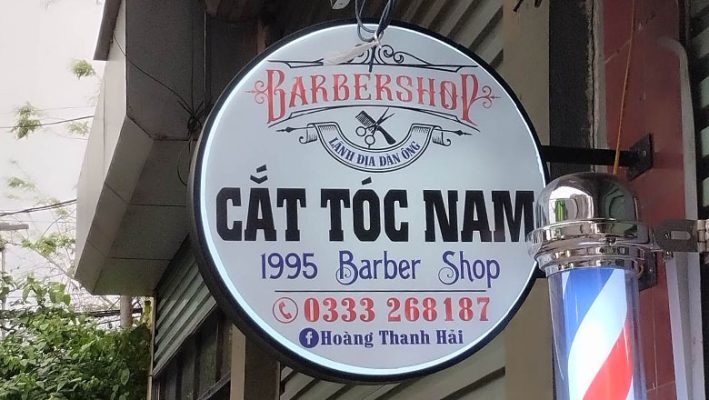 BARBERSHOP
LÃNH ĐỊA ĐÀN ÔNG
CẮT TÓC NAM
1995 Barber Shop
0333 268187
Hoàng Thanh Hải